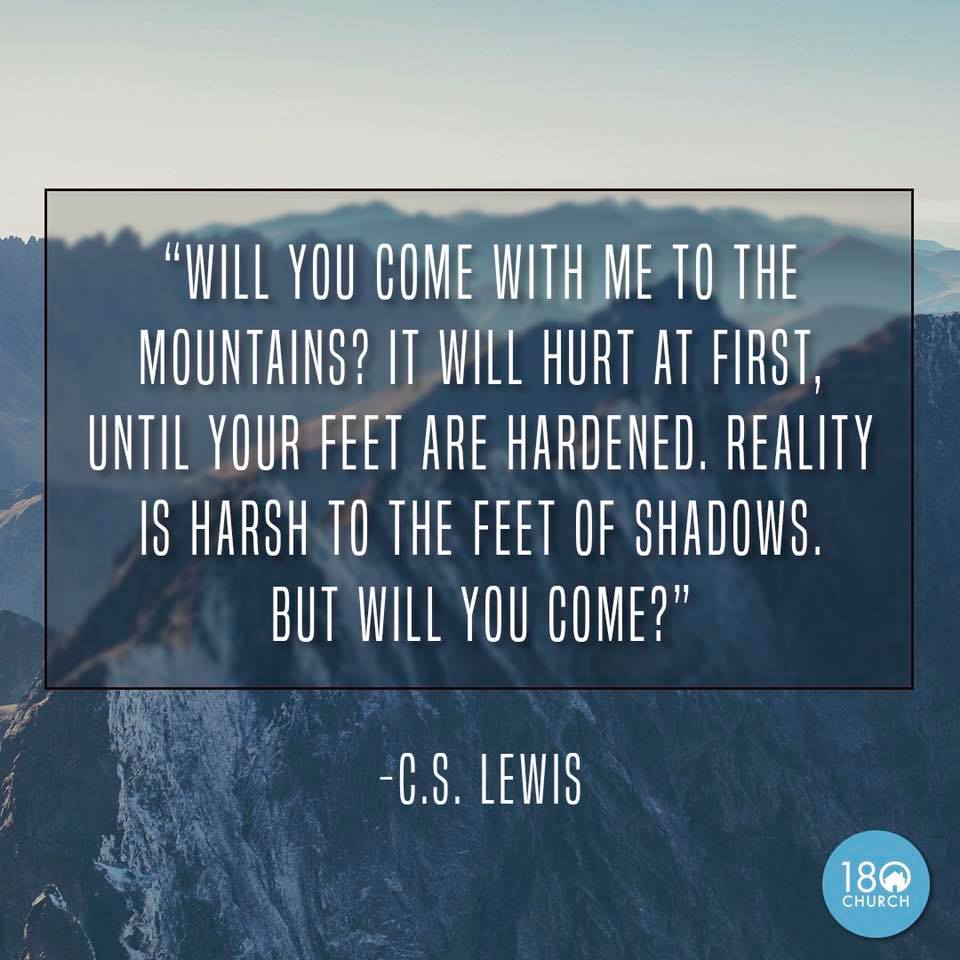 “WILL YOU COME WITH ME TO THE
MOUNTAINS? IT WILL HURT AT FIRST,
UNTIL YOUR FEET ARE HARDENED. REALITY
IS HARSH TO THE FEET OF SHADOWS.
BUT WILL YOU COME?”
-C.S. LEWIS
180
CHURCH